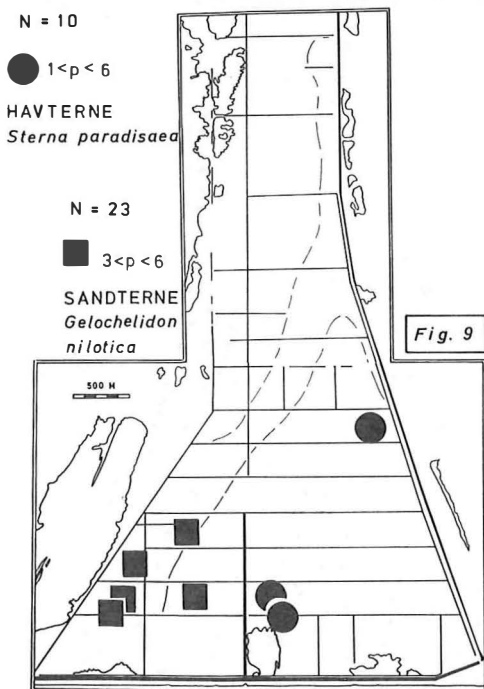 N = 10
1<p<6
HAVTERNE
Sterna paradisaea
N = 23
3<p<6
SANDTERNE
Gelochelidon
nilotica
Fig. 9
500 M